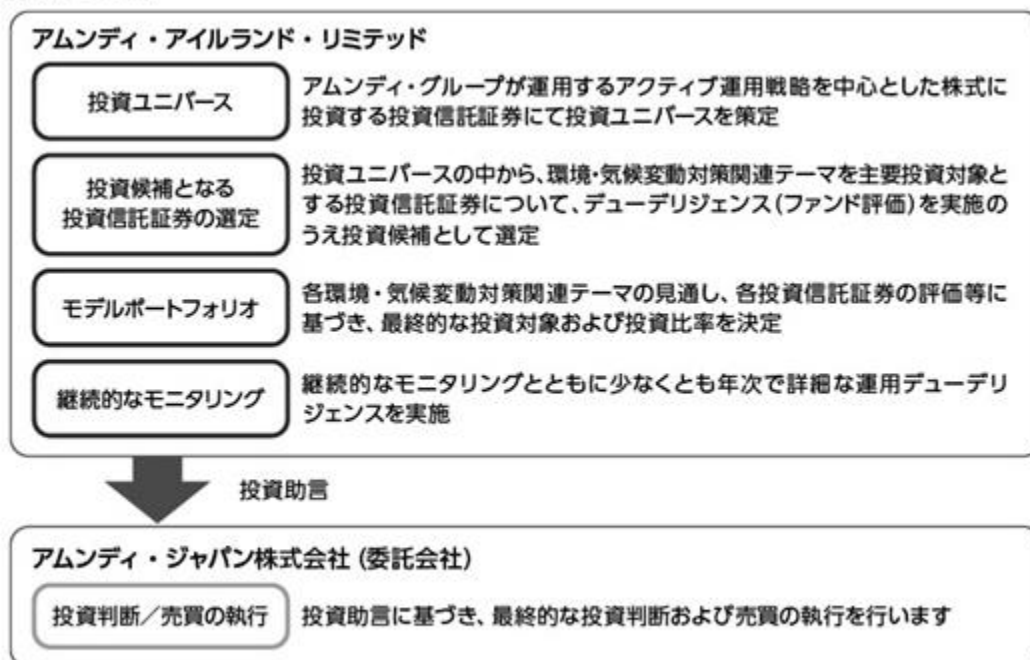 アムンディ・アイルランド・リミテッド
投資ユニバース
アムンディ・グループが運用するアクティブ運用戦略を中心とした株式に
投資する投資信託証券にて投資ユニバースを策定
投資候補となる
投資信託証券の選定
投資ユニバースの中から、環境・気候変動対策関連テーマを主要投資対象と
する投資信託証券について、デューデリジェンス(ファンド評価)を実施の
うえ投資候補として選定
モデルポートフォリオ
各環境・気候変動対策関連テーマの見通し、各投資信託証券の評価等に
基づき、最終的な投資対象および投資比率を決定
継続的なモニタリング
継続的なモニタリングとともに少なくとも年次で詳細な運用デューデリ
ジェンスを実施
投資助言
アムンディ・ジャパン株式会社(委託会社)
投資判断/売買の執行
投資助言に基づき、最終的な投資判断および売買の執行を行います